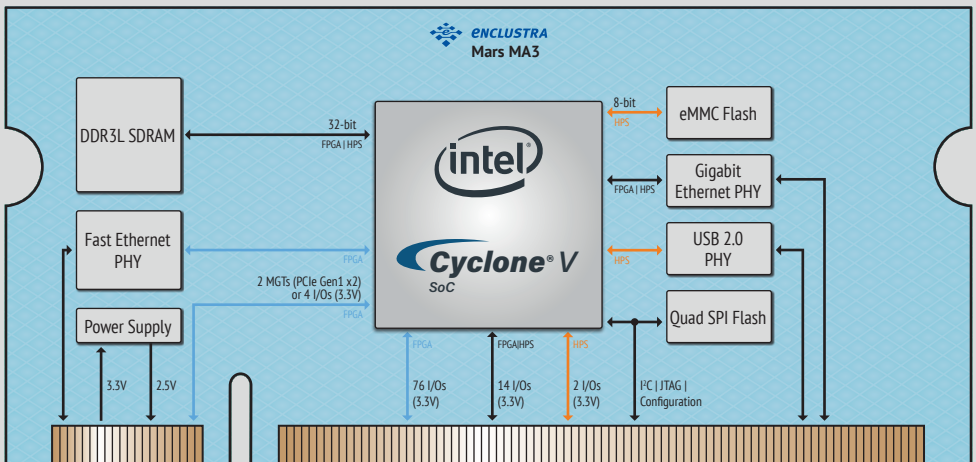 ENCLUSTRA
Mars MA3
DDR3L SDRAM
32-bit
FPGA | HPS
intel®
Cyclone® V
SoC
8-bit
HPS
eMMC Flash
FPGA | HPS
Gigabit
Ethernet PHY
Fast Ethernet
PHY
FPGA
HPS
USB 2.0
PHY
2 MGTs (PCIe Gen1 x2)
or 4 I/Os (3.3V)
FPGA
Power Supply
Quad SPI Flash
3.3V
2.5V
FPGA
76 I/Os
(3.3V)
FPGA|HPS
14 I/Os
(3.3V)
HPS
2 I/Os
(3.3V)
I²C | JTAG |
Configuration